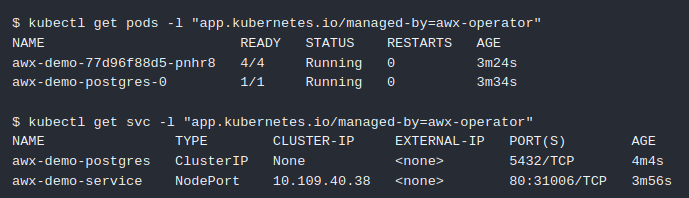 $ kubectl get pods -l "app.kubernetes.io/managed-by=awx-operator"
NAME                        READY   STATUS    RESTARTS   AGE
awx-demo-77d96f88d5-pnhr8   4/4     Running   0          3m24s
awx-demo-postgres-0         1/1     Running   0          3m34s

$ kubectl get svc -l "app.kubernetes.io/managed-by=awx-operator"
NAME                TYPE        CLUSTER-IP     EXTERNAL-IP   PORT(S)        AGE
awx-demo-postgres   ClusterIP   None           <none>        5432/TCP       4m4s
awx-demo-service    NodePort    10.109.40.38   <none>        80:31006/TCP   3m56s